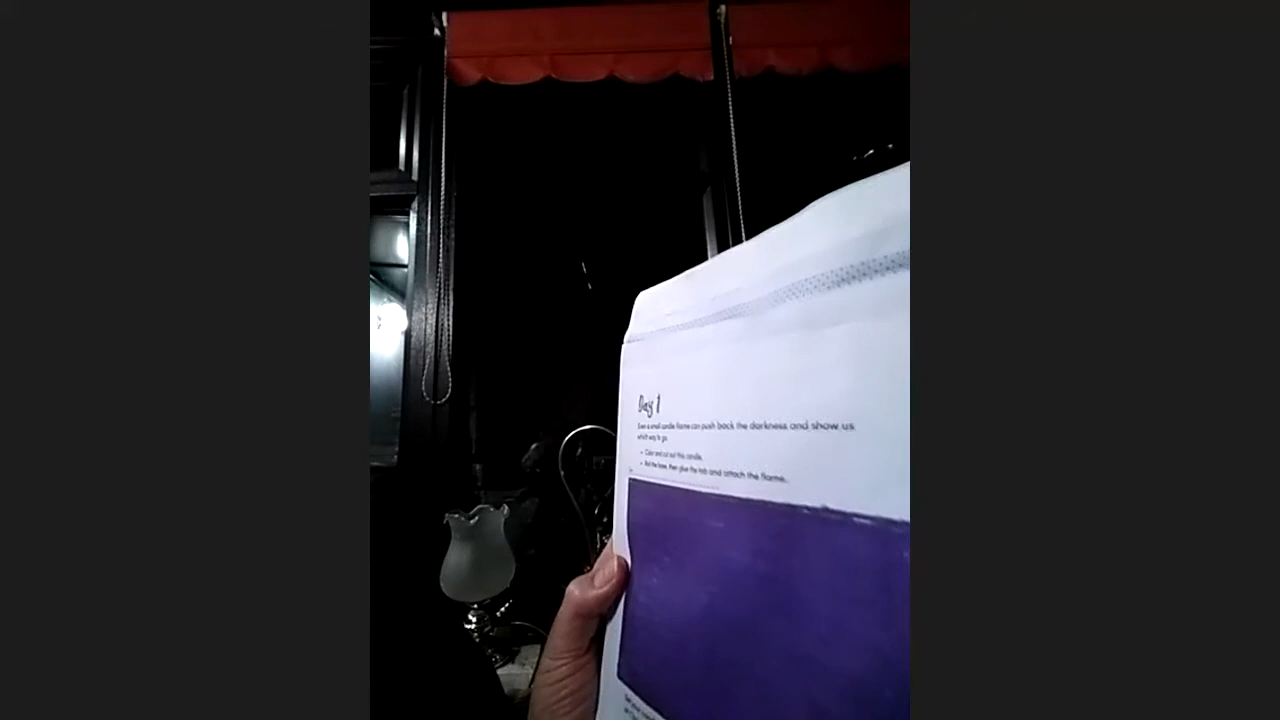 Day 1
Even a small candle flame can push back the darkness and show us
which way to go.
• Color and cut out this candle.
• Roll the base, then glue the tab and attach the flame.